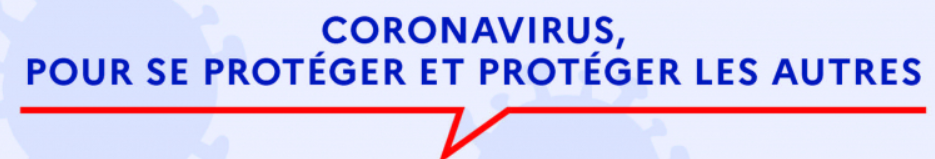 CORONAVIRUS,
POUR SE PROTÉGER ET PROTÉGER LES AUTRES